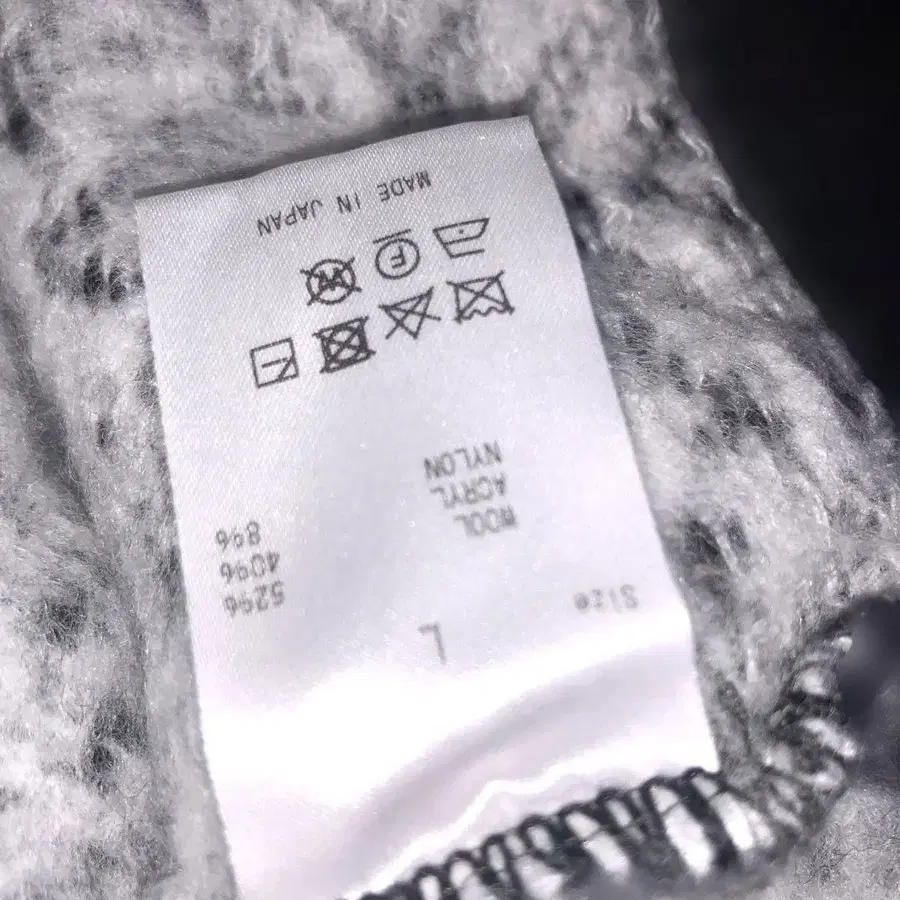 Size L
WOOL 52%
ACRYL 40%
NYLON 8%
F W
MADE IN JAPAN